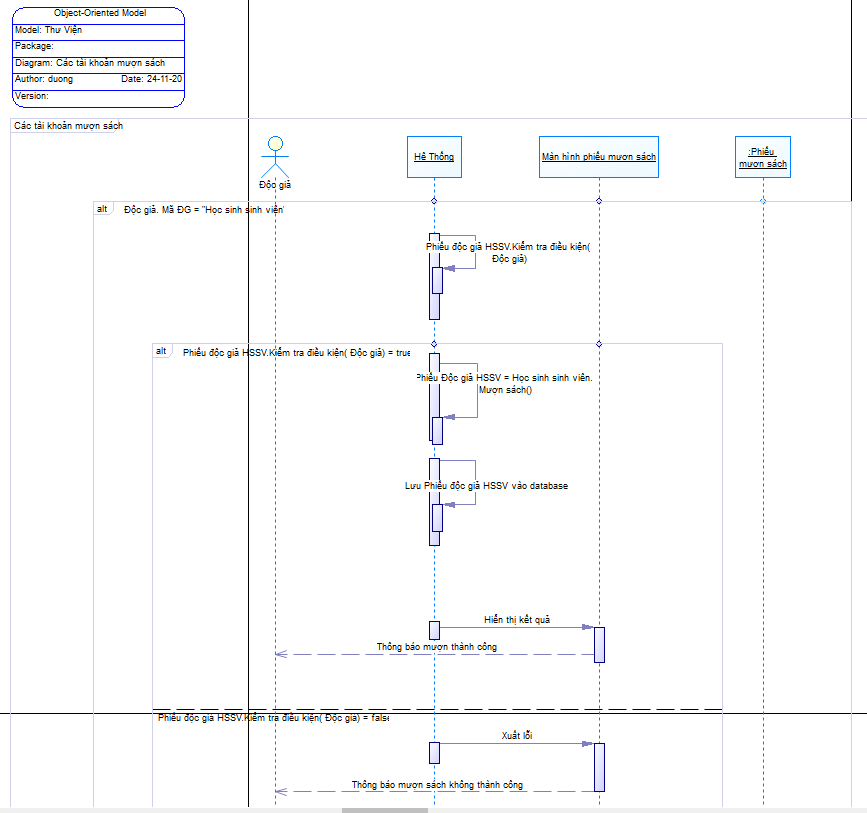 Object-Oriented Model
Model: Thư Viện
Package:
Diagram: Các tài khoản mượn sách
Author: duong Date: 24-11-20
Version:
Các tài khoản mượn sách
Độc giả
Hê Thống
Màn hình phiếu mươn sách
:Phiếu
mươn sách
alt
Độc giả. Mã ĐG = "Học sinh sinh viên'
Phiếu độc giả HSSV.Kiểm tra điều kiện(
Độc giả)
alt
Phiếu độc giả HSSV.Kiểm tra điều kiện( Độc giả) = true
Phiếu Độc giả HSSV = Học sinh sinh viên.
Mượn sách()
Lưu Phiếu độc giả HSSV vào database
Hiển thị kết quả
Thông báo mượn thành công
Phiếu độc giả HSSV.Kiểm tra điều kiện( Độc giả) = false
Xuất lỗi
Thông báo mượn sách không thành công